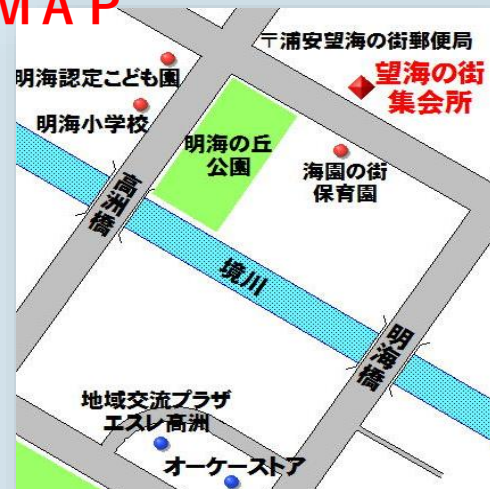 MAP
〒浦安望海の街郵便局
望海の街
集会所
明海認定こども園
明海小学校
明海の丘
公園
海園の街
保育園
高洲橋
境川
明海橋
地域交流プラザ
エスレ高洲
オーケーストア